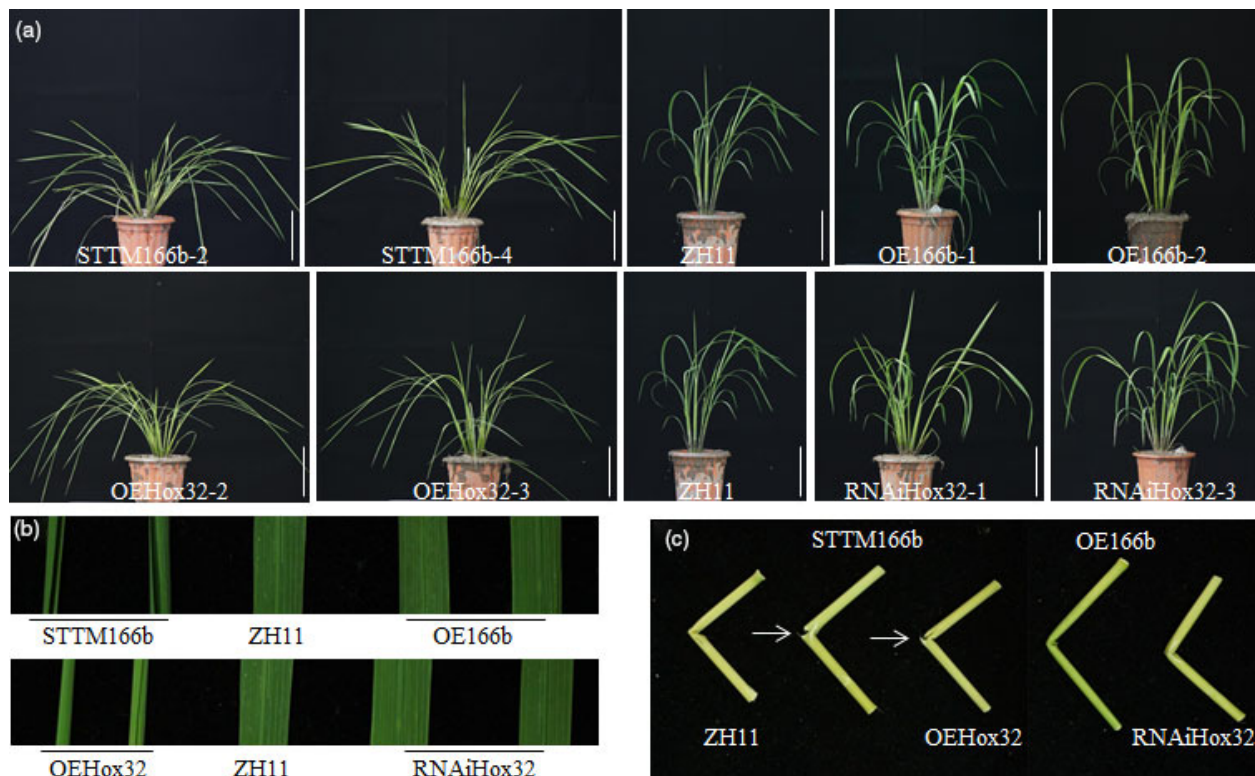 (a)
STTM166b-2 STTM166b-4 ZH11 OE166b-1 OE166b-2
OEHox32-2 OEHox32-3 ZH11 RNAiHox32-1 RNAiHox32-3
(b)
STTM166b ZH11 OE166b
OEHox32 ZH11 RNAiHox32
(c)
STTM166b OE166b
ZH11 OEHox32 RNAiHox32